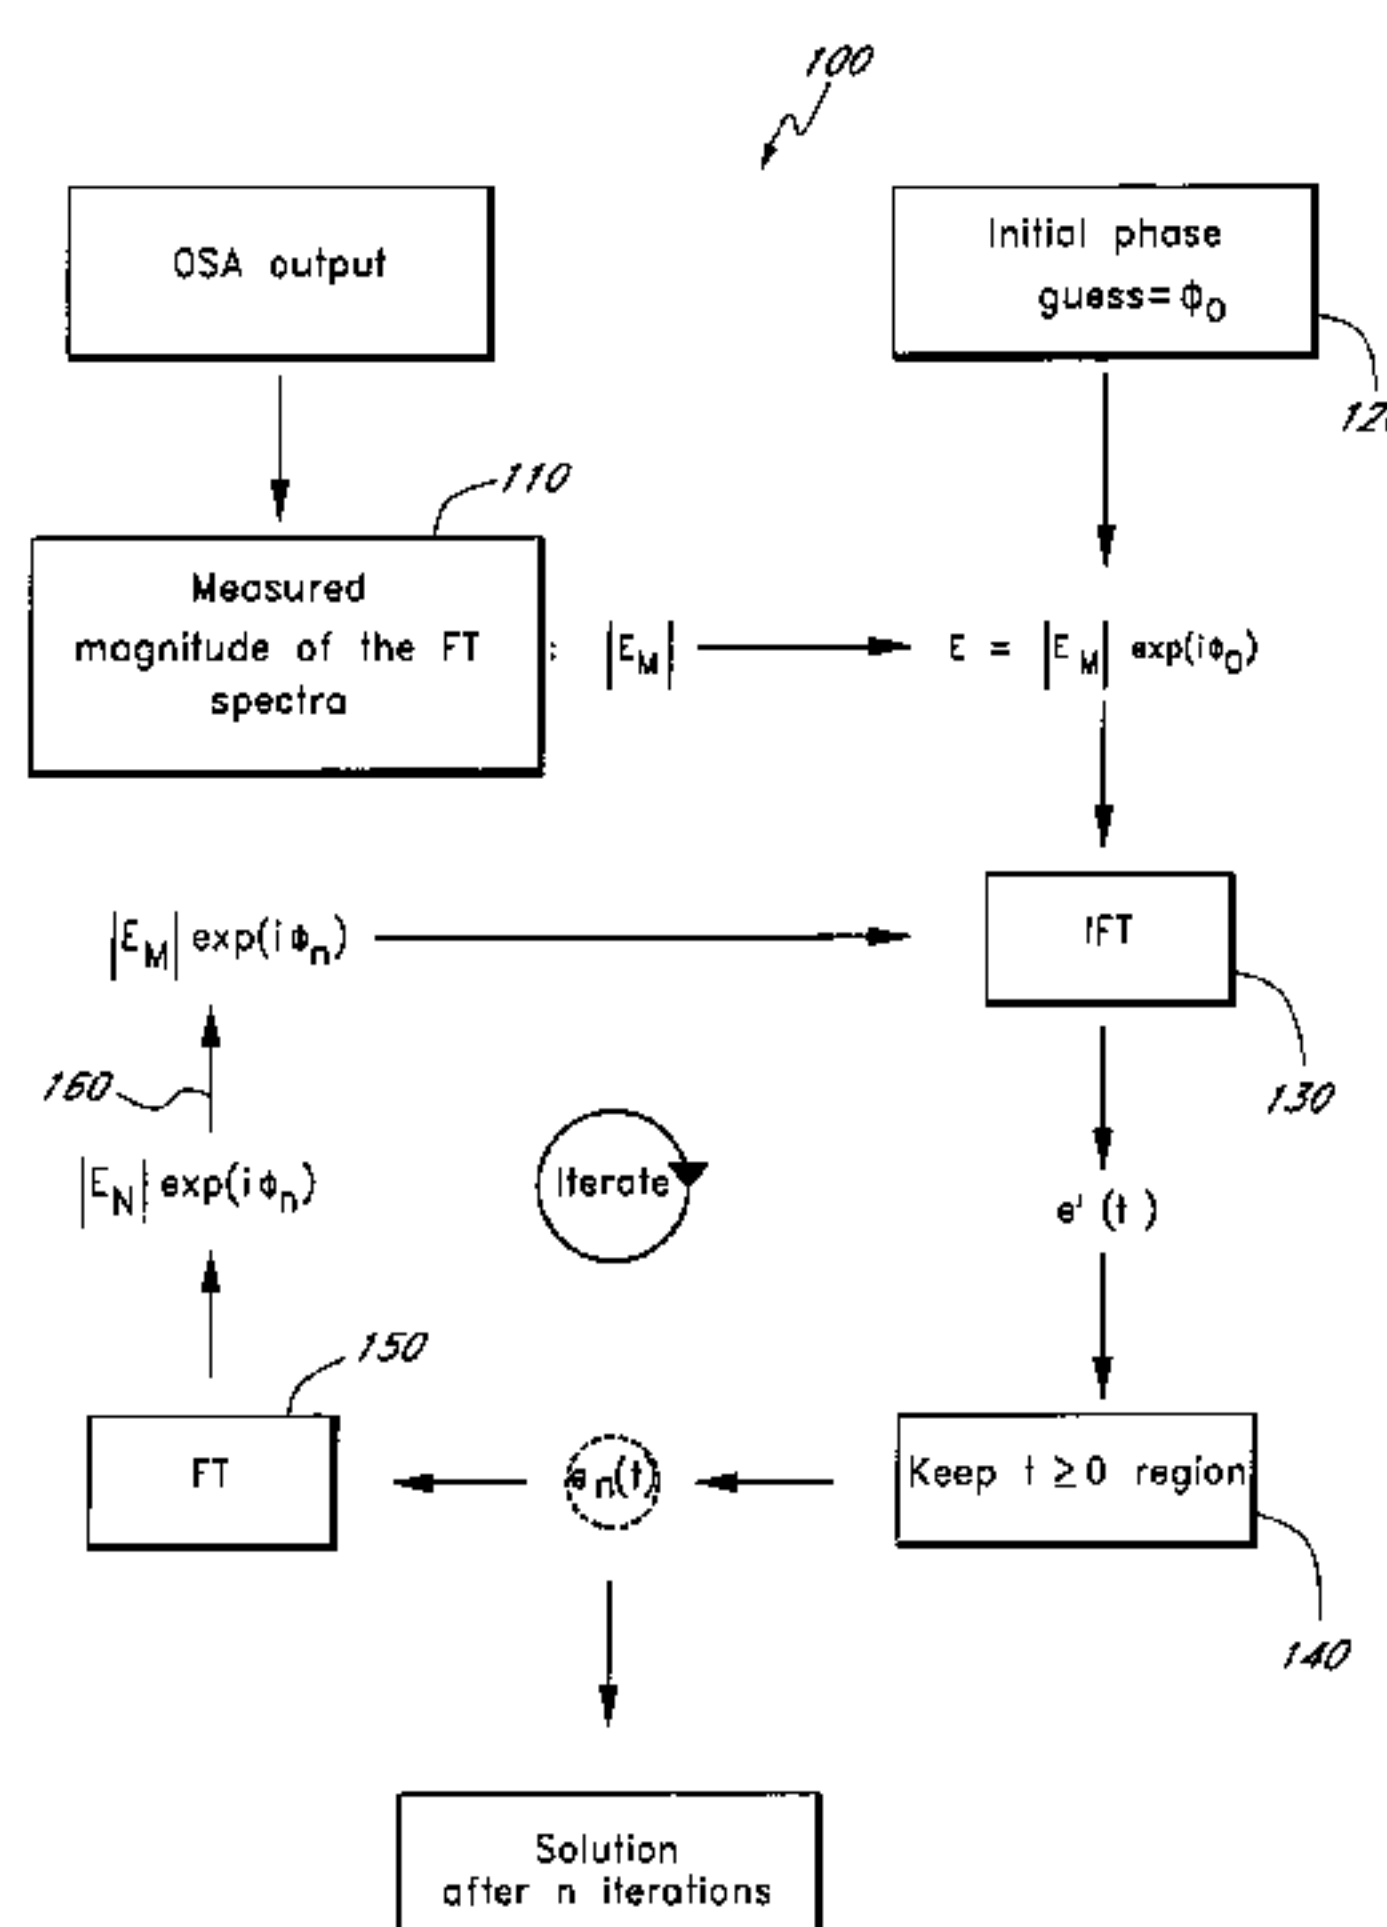 100
OSA output
Initial phase
guess=ϕ0
110
Measured
magnitude of the FT
spectra
: |EM|
E = |EM| exp(iϕ0)
|EM| exp(iϕn)
IFT
130
160
|EN| exp(iϕn)
Iterate
e' (t)
150
FT
en(t)
Keep t ≥ 0 region
140
Solution
after n iterations